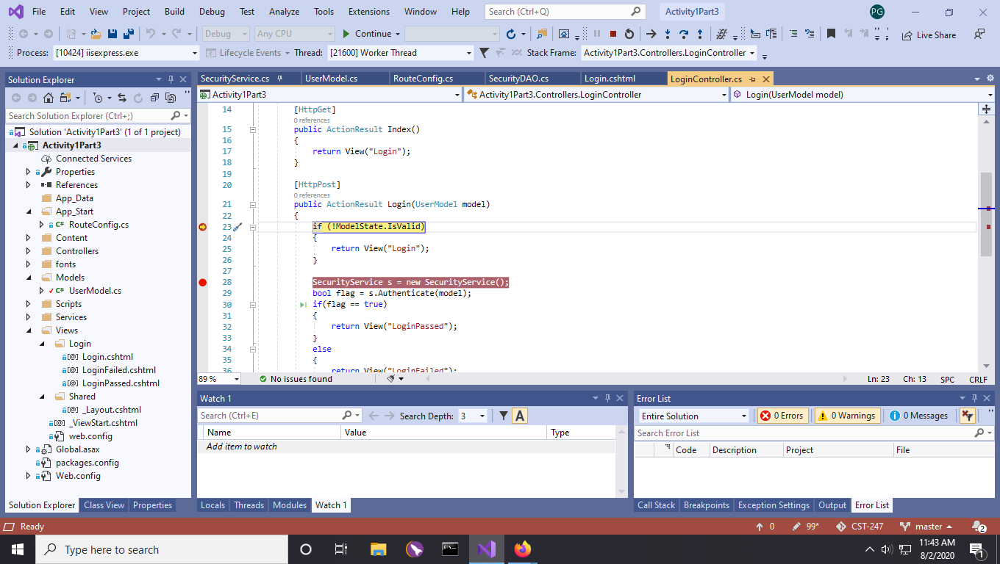 File Edit View Project Build Debug Test Analyze Tools Extensions Window Help Search (Ctrl+Q) Activity1Part3 PG
Debug Any CPU Continue Live Share
Process: [10424] iisexpress.exe Lifecycle Events Thread: [21600] Worker Thread Stack Frame: Activity1Part3.Controllers.LoginController
Solution Explorer
Search Solution Explorer (Ctrl+;)
Solution 'Activity1Part3' (1 of 1 project)
Activity1Part3
Connected Services
Properties
References
App_Data
App_Start
C# RouteConfig.cs
Content
Controllers
fonts
Models
C# UserModel.cs
Scripts
Services
Views
Login
[@] Login.cshtml
[@] LoginFailed.cshtml
[@] LoginPassed.cshtml
Shared
[@] _Layout.cshtml
[@] _ViewStart.cshtml
web.config
Global.asax
packages.config
Web.config
Solution Explorer Class View Properties
SecurityService.cs UserModel.cs RouteConfig.cs SecurityDAO.cs Login.cshtml LoginController.cs
Activity1Part3 Activity1Part3.Controllers.LoginController Login(UserModel model)
14 [HttpGet]
0 references
15 public ActionResult Index()
16 {
17 return View("Login");
18 }
19
20 [HttpPost]
0 references
21 public ActionResult Login(UserModel model)
22 {
23 if (!ModelState.IsValid)
24 {
25 return View("Login");
26 }
27
28 SecurityService s = new SecurityService();
29 bool flag = s.Authenticate(model);
30 if(flag == true)
31 {
32 return View("LoginPassed");
33 }
34 else
35 {
36 return View("LoginFailed");
89 % No issues found Ln: 23 Ch: 13 SPC CRLF
Watch 1
Search (Ctrl+E) Search Depth: 3 A
Name Value Type
Add item to watch
Locals Threads Modules Watch 1
Error List
Entire Solution 0 Errors 0 Warnings 0 Messages
Search Error List
Code Description Project File
Call Stack Breakpoints Exception Settings Output Error List
Ready 0 99* CST-247 master 2
Type here to search 11:43 AM
8/2/2020 1